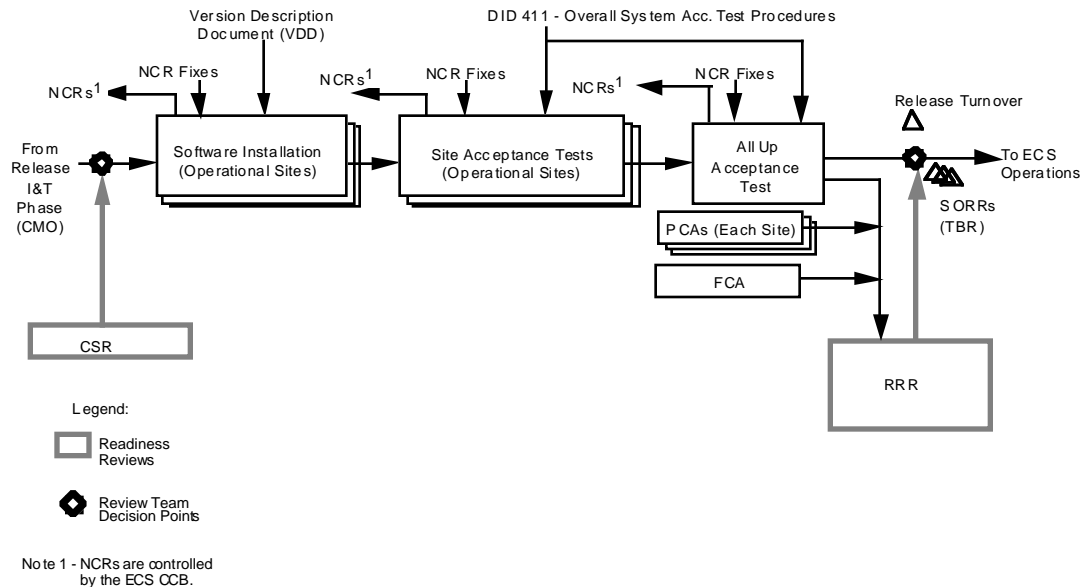 Version Description
Document (VDD)
DID 411 - Overall System Acc. Test Procedures
NCRs1
NCR Fixes
NCRs1
NCR Fixes
NCRs1
NCR Fixes
Release Turnover
From
Release
I&T
Phase
(CMO)
Software Installation
(Operational Sites)
Site Acceptance Tests
(Operational Sites)
All Up
Acceptance
Test
To ECS
Operations
SORRs
(TBR)
PCAs (Each Site)
FCA
CSR
RRR
Legend:
Readiness
Reviews
Review Team
Decision Points
Note 1 - NCRs are controlled
by the ECS CCB.